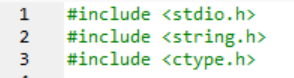 1 #include <stdio.h>
2 #include <string.h>
3 #include <ctype.h>